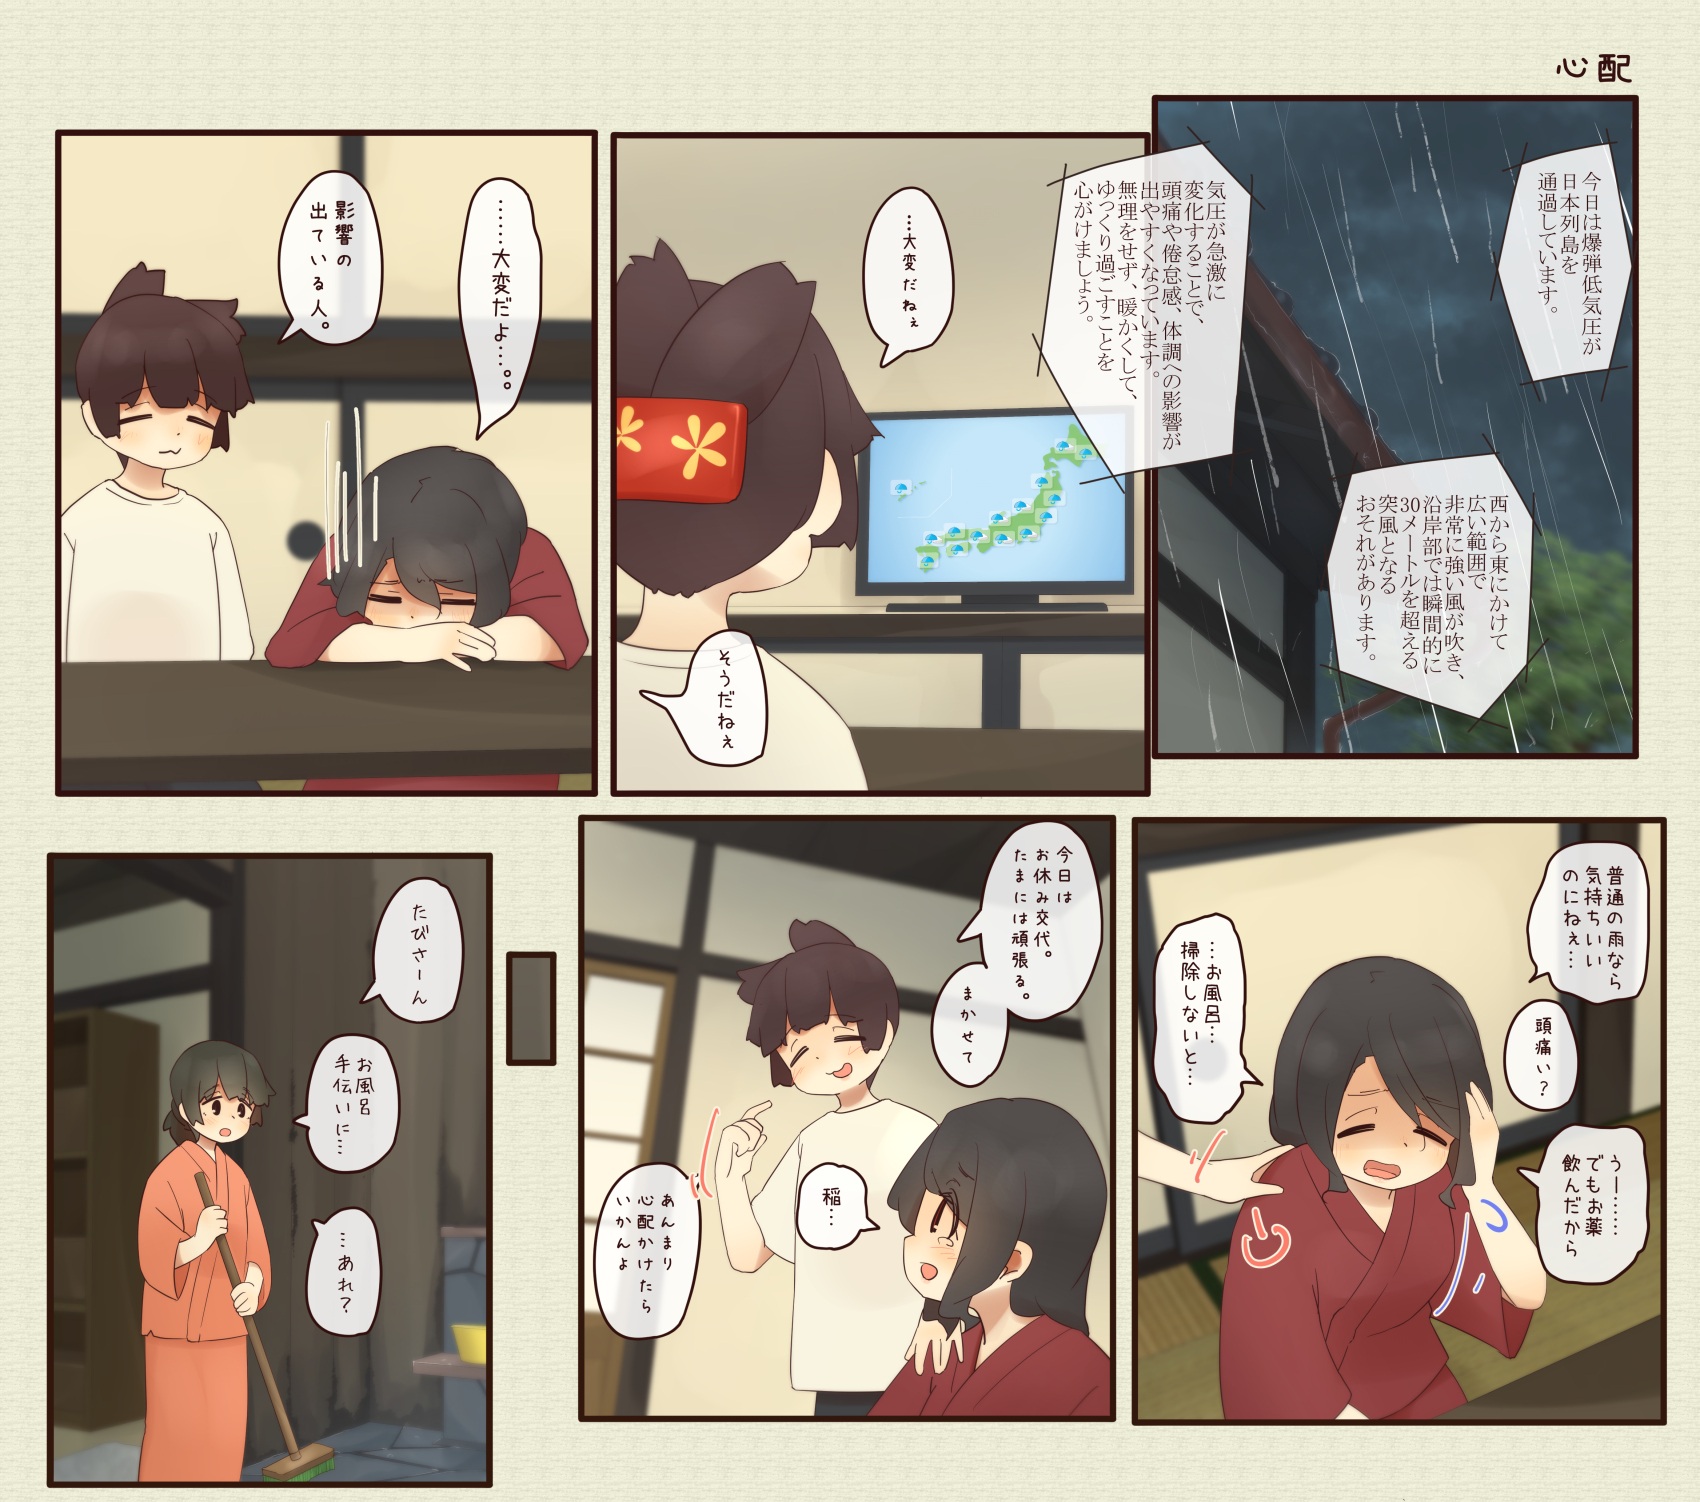 心配
今日は爆弾低気圧が
日本列島を
通過しています。
西から東にかけて
広い範囲で
非常に強い風が吹き、
沿岸部では瞬間的に
30メートルを超える
突風となる
おそれがあります。
気圧が急激に
変化することで、
頭痛や倦怠感、体調への影響が
出やすくなっています。
無理をせず、暖かくして、
ゆっくり過ごすことを
心がけましょう。
…大変だねぇ
そうだねぇ
……大変だよ…。。
影響の
出ている人。
普通の雨なら
気持ちいい
のにねぇ…
頭痛い?
うー……
でもお薬
飲んだから
…お風呂…
掃除しないと…
今日は
お休み交代。
たまには頑張る。
まかせて
稲…
あんまり
心配かけたら
いかんよ
たびさーん
お風呂
手伝いに…
…あれ?